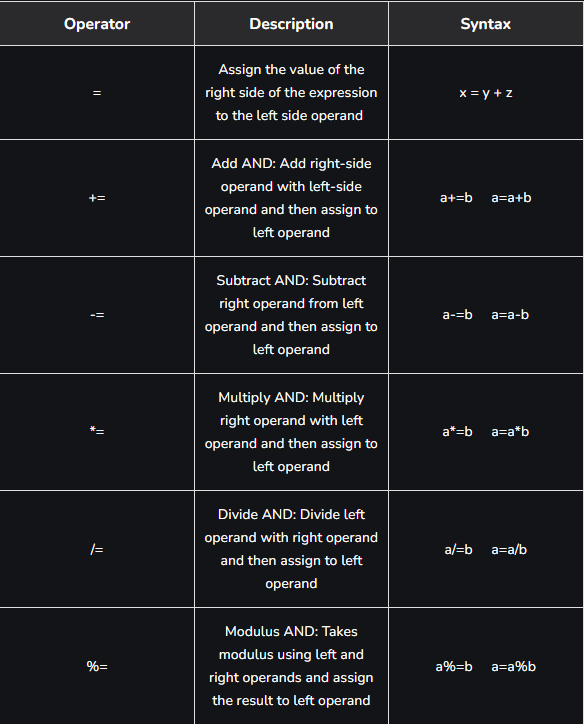 Operator Description Syntax
Assign the value of the
= right side of the expression x = y + z
to the left side operand
Add AND: Add right-side
operand with left-side
+= a+=b a=a+b
operand and then assign to
left operand
Subtract AND: Subtract
right operand from left
-= a-=b a=a-b
operand and then assign to
left operand
Multiply AND: Multiply
right operand with left
*= a*=b a=a*b
operand and then assign to
left operand
Divide AND: Divide left
operand with right operand
/= a/=b a=a/b
and then assign to left
operand
Modulus AND: Takes
modulus using left and
%= a%=b a=a%b
right operands and assign
the result to left operand